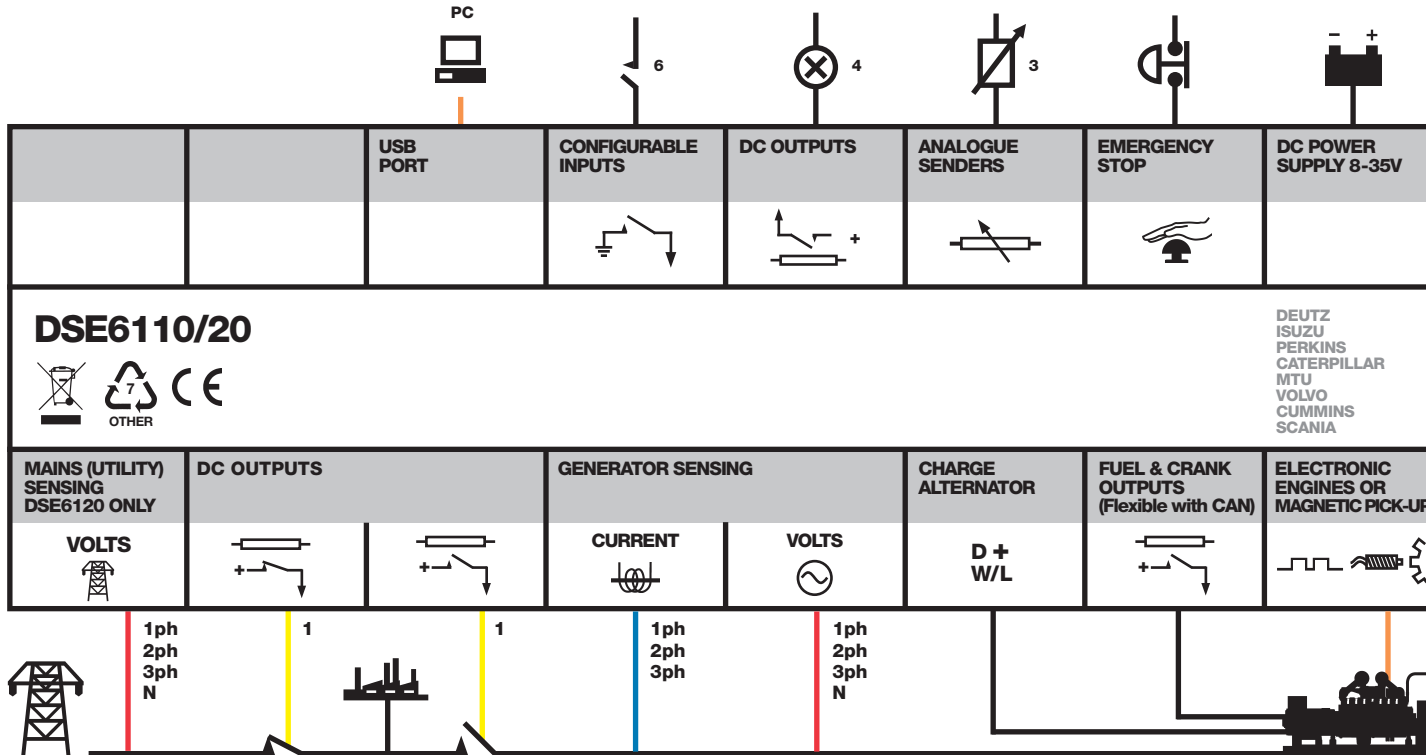 PC
6
4
3
- +
USB
PORT
CONFIGURABLE
INPUTS
DC OUTPUTS
ANALOGUE
SENDERS
EMERGENCY
STOP
DC POWER
SUPPLY 8-35V
+
DSE6110/20
7
OTHER
CE
DEUTZ
ISUZU
PERKINS
CATERPILLAR
MTU
VOLVO
CUMMINS
SCANIA
MAINS (UTILITY)
SENSING
DSE6120 ONLY
DC OUTPUTS
GENERATOR SENSING
CHARGE
ALTERNATOR
FUEL & CRANK
OUTPUTS
(Flexible with CAN)
ELECTRONIC
ENGINES OR
MAGNETIC PICK-UP
VOLTS
+
+
CURRENT
VOLTS
D +
W/L
+
1ph
2ph
3ph
N
1
1
1ph
2ph
3ph
1ph
2ph
3ph
N